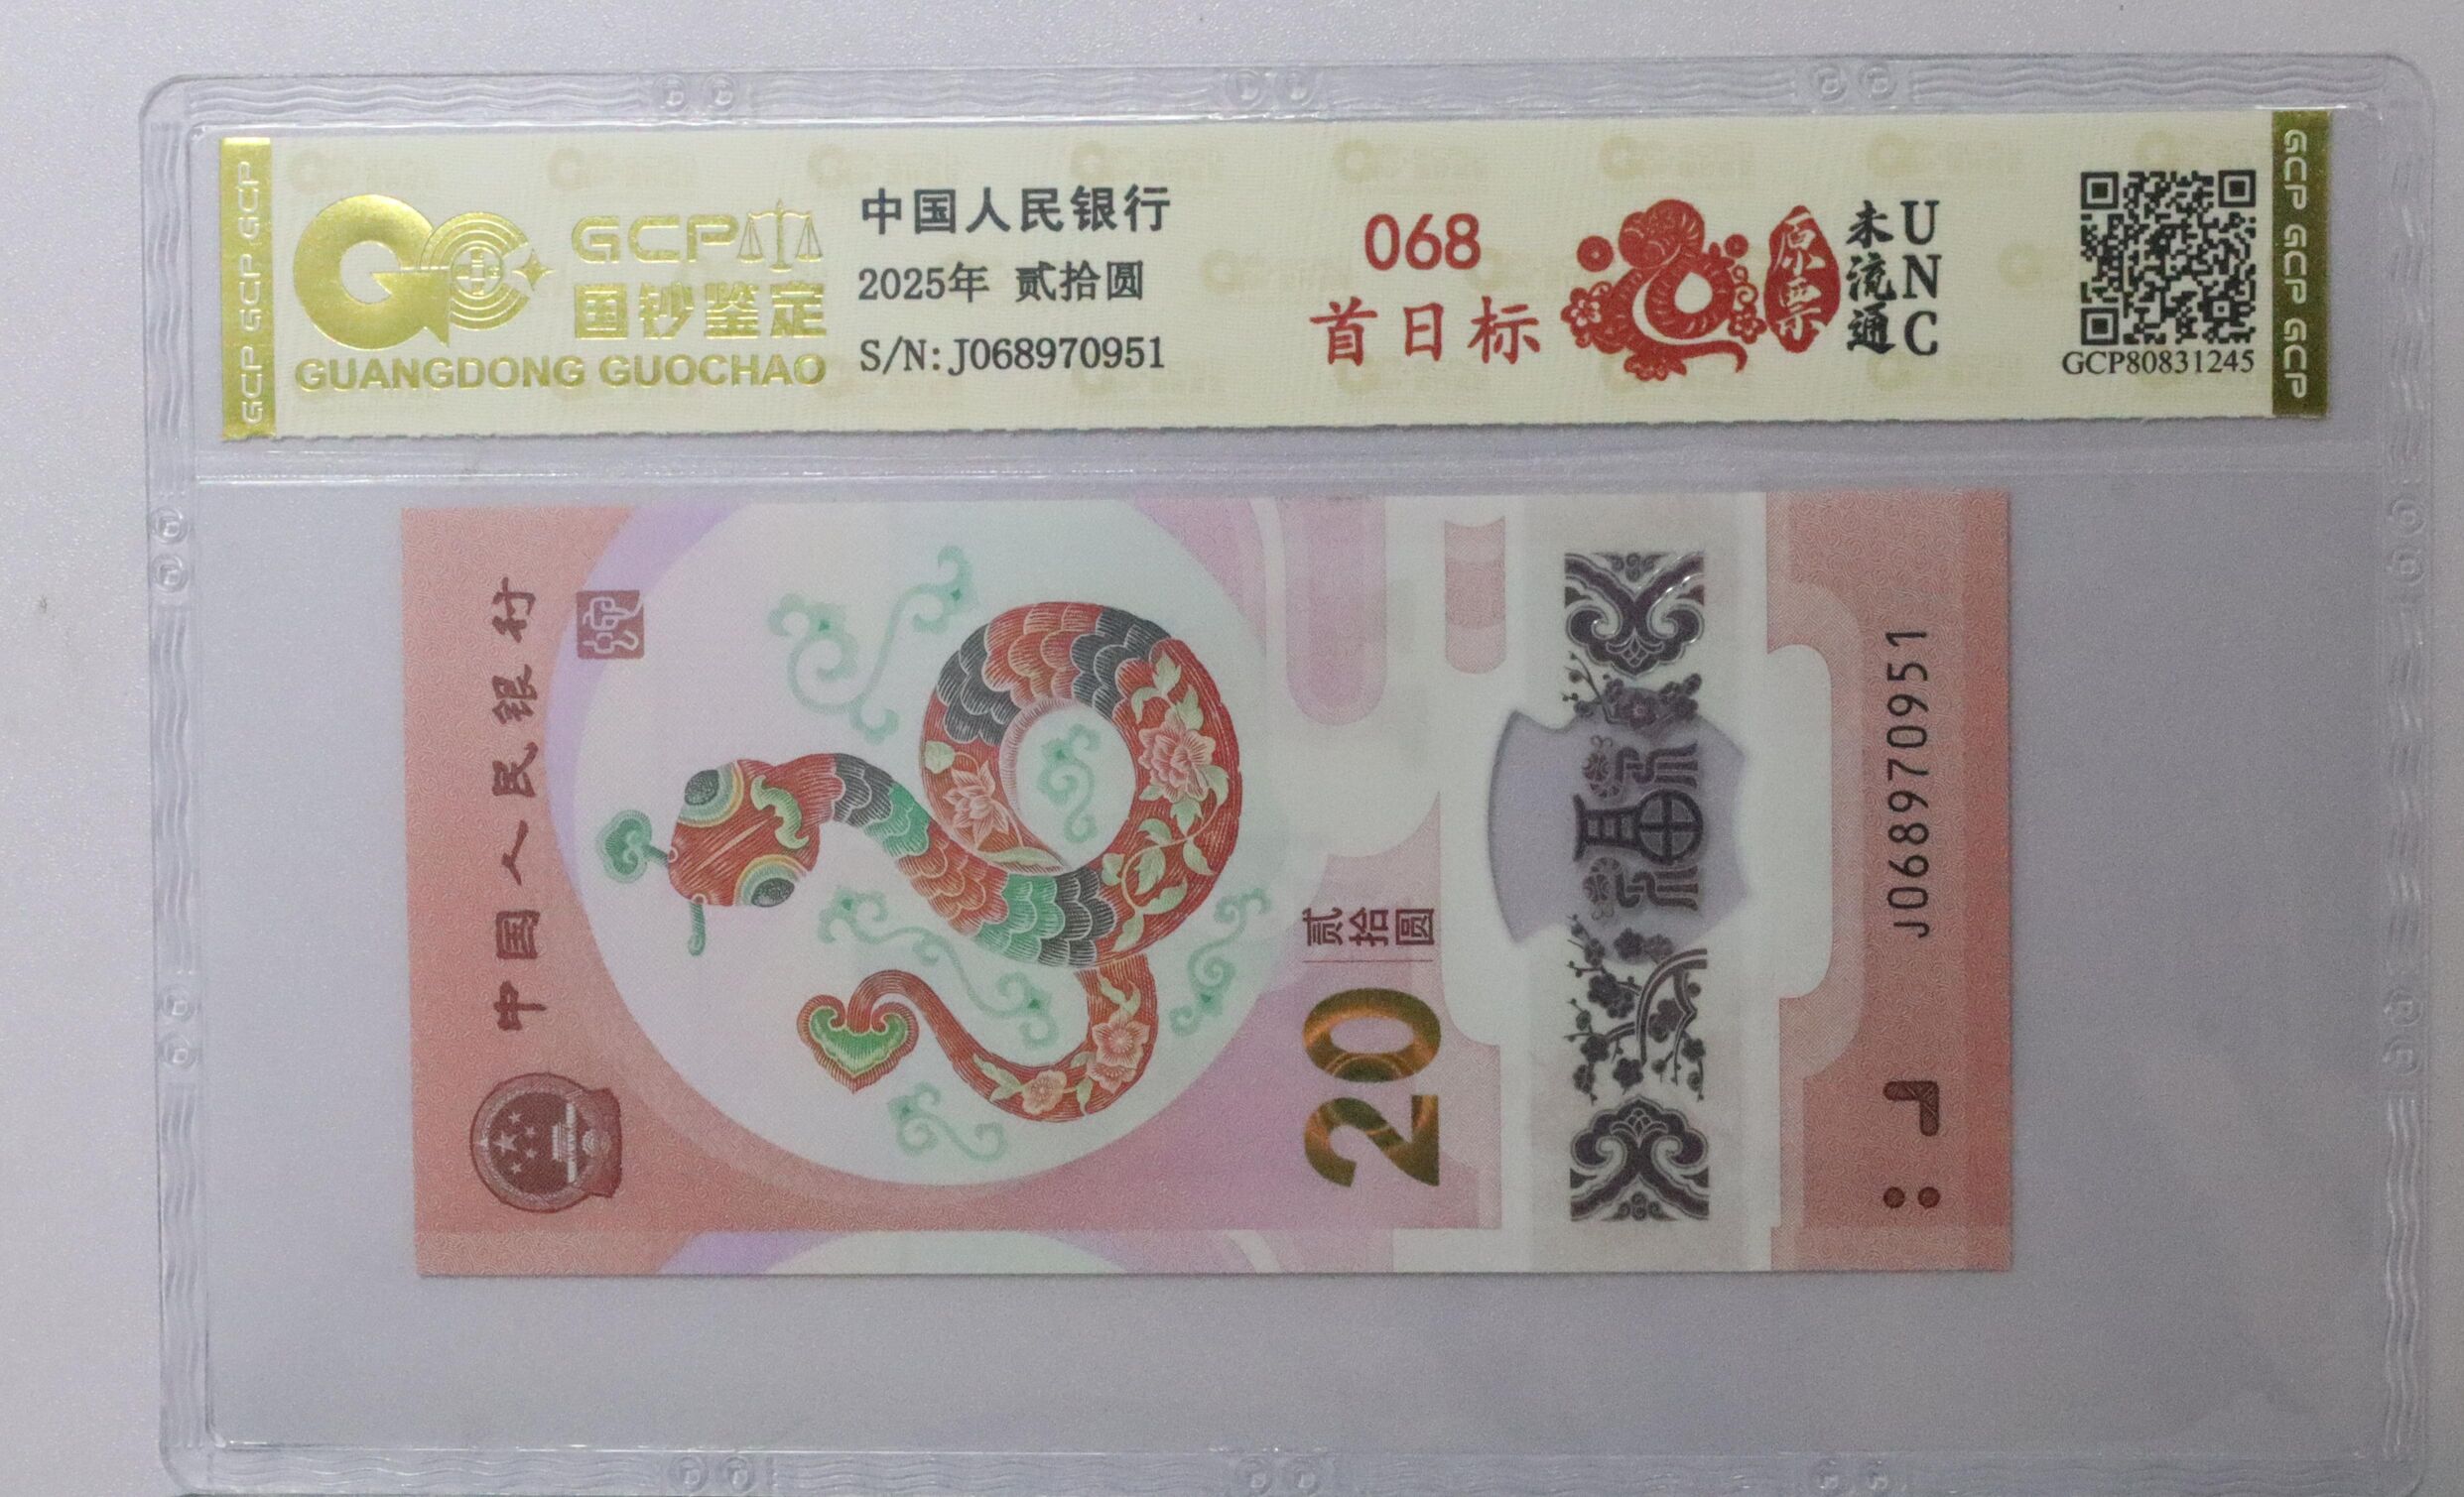 GCP GCP GCP
GCP
国钞鉴定
GUANGDONG GUOCHAO
中国人民银行
2025年 贰拾圆
S/N:J068970951
068
首日标
原票
未流通
UNC
GCP80831245
GCP GCP GCP
中国人民银行
蛇
贰拾圆
20
福
J068970951